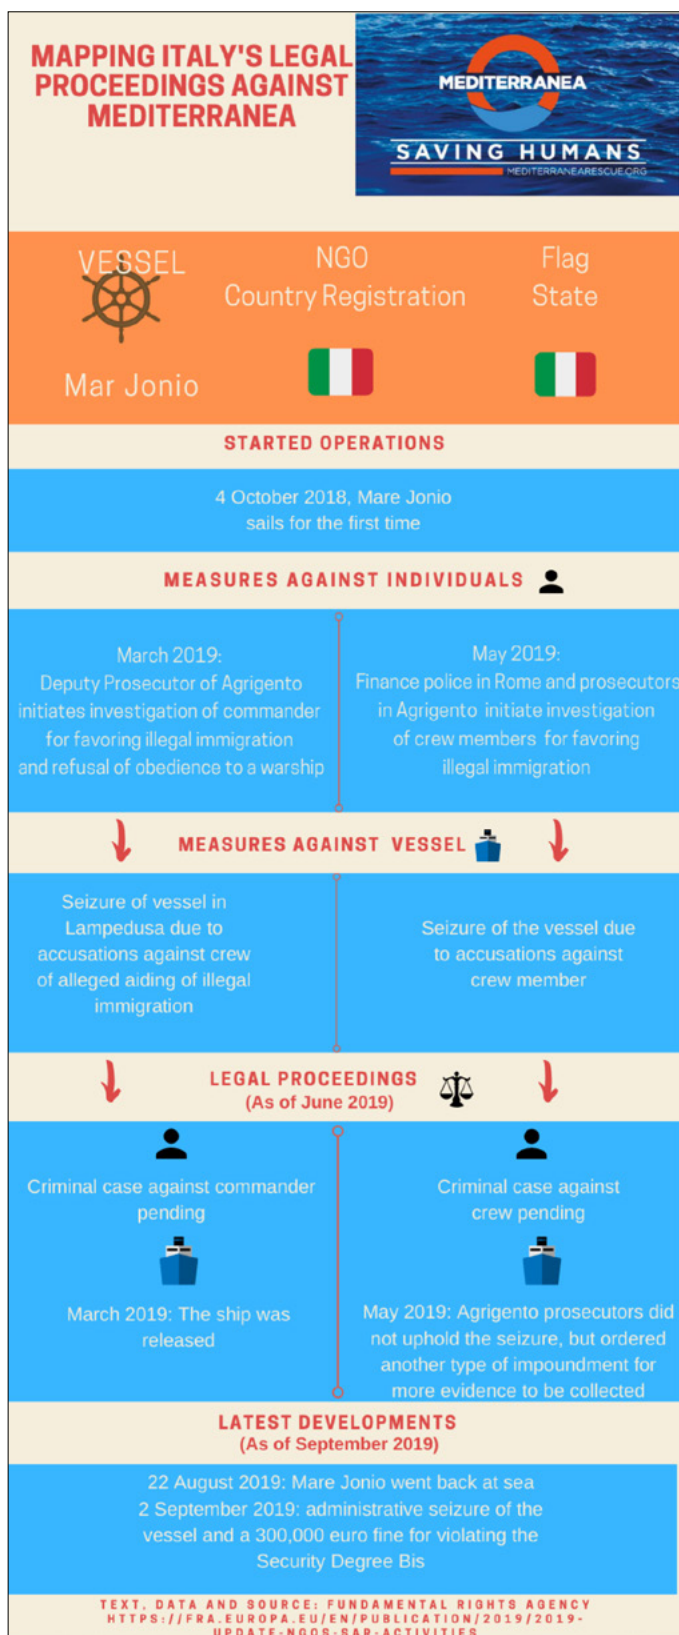 MAPPING ITALY'S LEGAL
PROCEEDINGS AGAINST
MEDITERRANEA
MEDITERRANEA
SAVING HUMANS
MEDITERRANEARESCUE.ORG
VESSEL
Mar Jonio
NGO
Country Registration
Flag
State
STARTED OPERATIONS
4 October 2018, Mare Jonio
sails for the first time
MEASURES AGAINST INDIVIDUALS
March 2019:
Deputy Prosecutor of Agrigento
initiates investigation of commander
for favoring illegal immigration
and refusal of obedience to a warship
May 2019:
Finance police in Rome and prosecutors
in Agrigento initiate investigation
of crew members for favoring
illegal immigration
MEASURES AGAINST VESSEL
Seizure of vessel in
Lampedusa due to
accusations against crew
of alleged aiding of illegal
immigration
Seizure of the vessel due
to accusations against
crew member
LEGAL PROCEEDINGS
(As of June 2019)
Criminal case against commander
pending
March 2019: The ship was
released
Criminal case against
crew pending
May 2019: Agrigento prosecutors did
not uphold the seizure, but ordered
another type of impoundment for
more evidence to be collected
LATEST DEVELOPMENTS
(As of September 2019)
22 August 2019: Mare Jonio went back at sea
2 September 2019: administrative seizure of the
vessel and a 300,000 euro fine for violating the
Security Degree Bis
TEXT, DATA AND SOURCE: FUNDAMENTAL RIGHTS AGENCY
HTTPS://FRA.EUROPA.EU/EN/PUBLICATION/2019/2019-
UPDATE-NGOS-SAR-ACTIVITIES